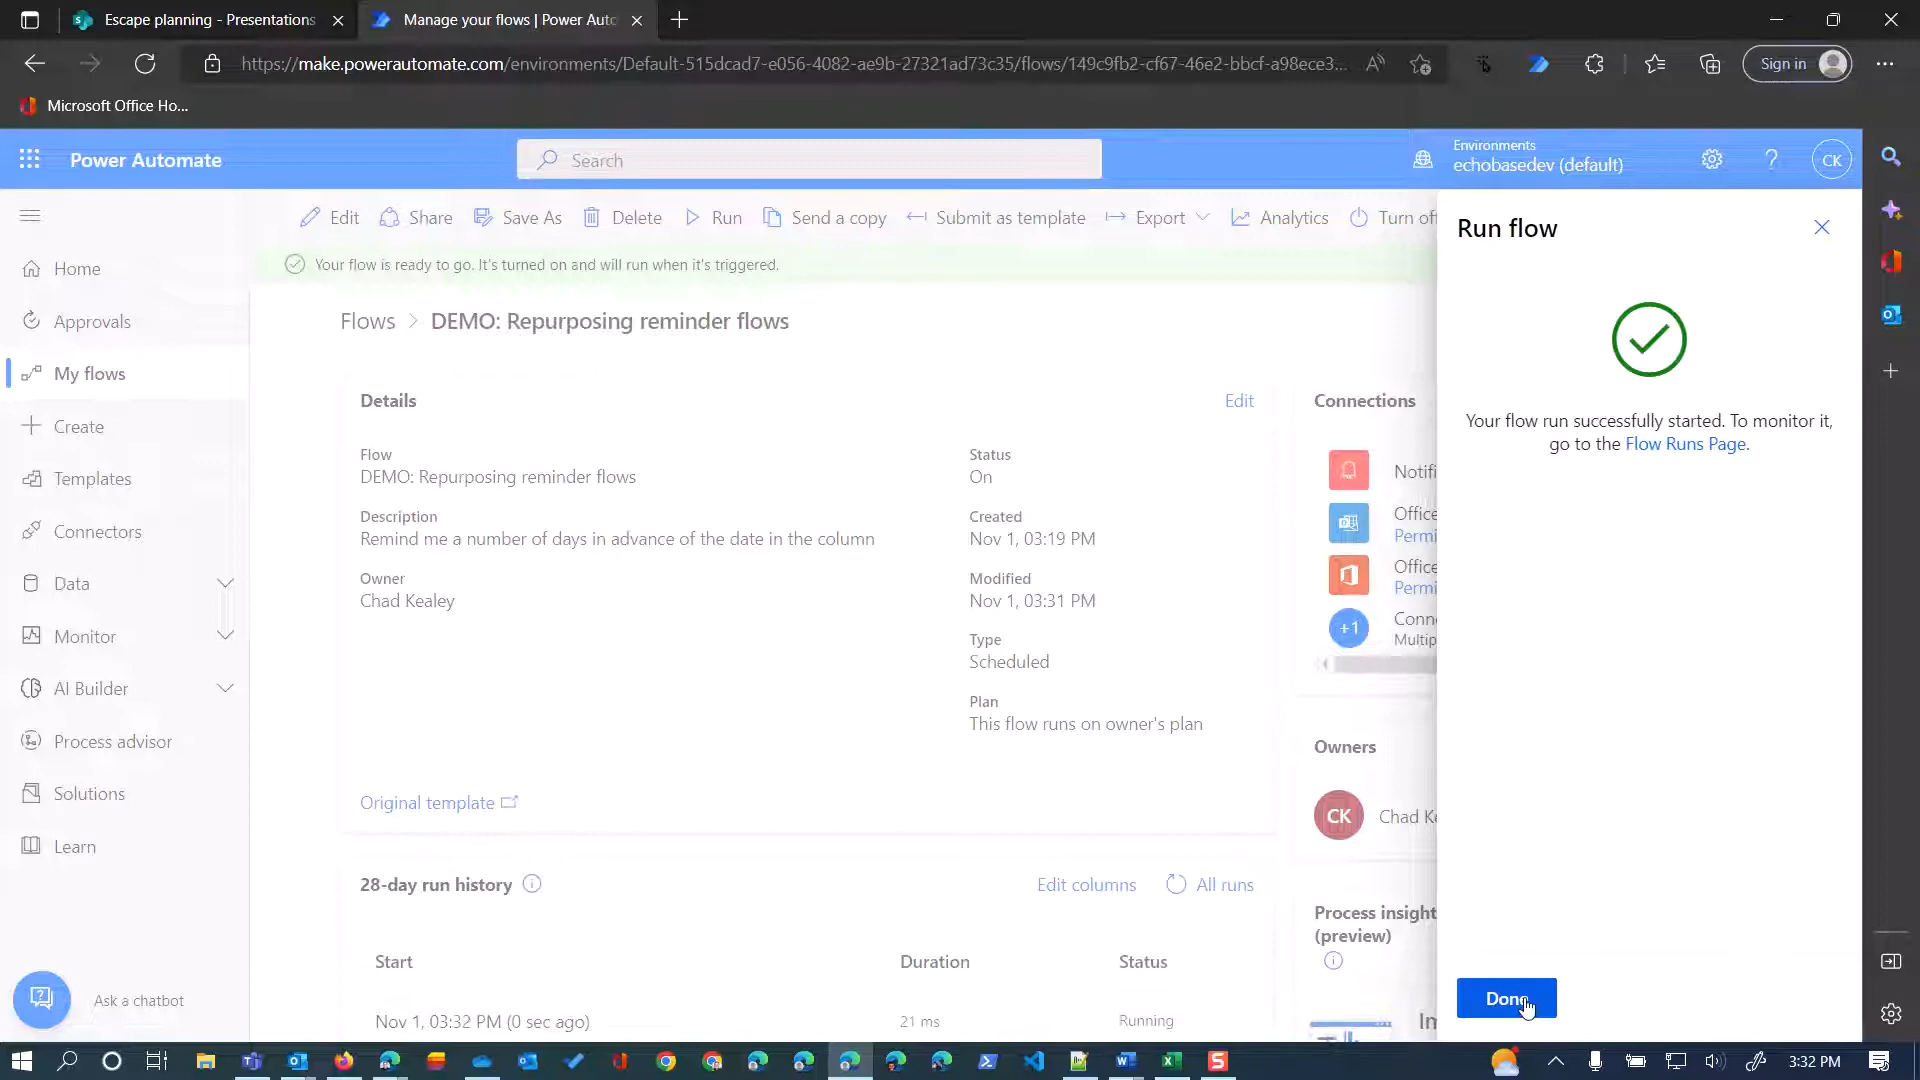 Escape planning - Presentations
Manage your flows | Power Auto
https://make.powerautomate.com/environments/Default-515dcad7-e056-4082-ae9b-27321ad73c35/flows/149c9fb2-cf67-46e2-bbcf-a98ece3...
Sign in
Microsoft Office Ho...
Power Automate
Search
Environments
echobasedev (default)
CK
Edit
Share
Save As
Delete
Run
Send a copy
Submit as template
Export
Analytics
Turn off
Your flow is ready to go. It's turned on and will run when it's triggered.
Home
Approvals
My flows
Create
Templates
Connectors
Data
Monitor
AI Builder
Process advisor
Solutions
Learn
Ask a chatbot
Flows > DEMO: Repurposing reminder flows
Details
Edit
Flow
DEMO: Repurposing reminder flows
Description
Remind me a number of days in advance of the date in the column
Owner
Chad Kealey
Status
On
Created
Nov 1, 03:19 PM
Modified
Nov 1, 03:31 PM
Type
Scheduled
Plan
This flow runs on owner's plan
Original template
28-day run history
Edit columns
All runs
Start
Duration
Status
Nov 1, 03:32 PM (0 sec ago)
21 ms
Running
Connections
Notifi
Office
Permi
Office
Permi
+1
Conne
Multip
Owners
CK
Chad Ke
Process insight
(preview)
Im
Run flow
Your flow run successfully started. To monitor it,
go to the Flow Runs Page.
Done
3:32 PM